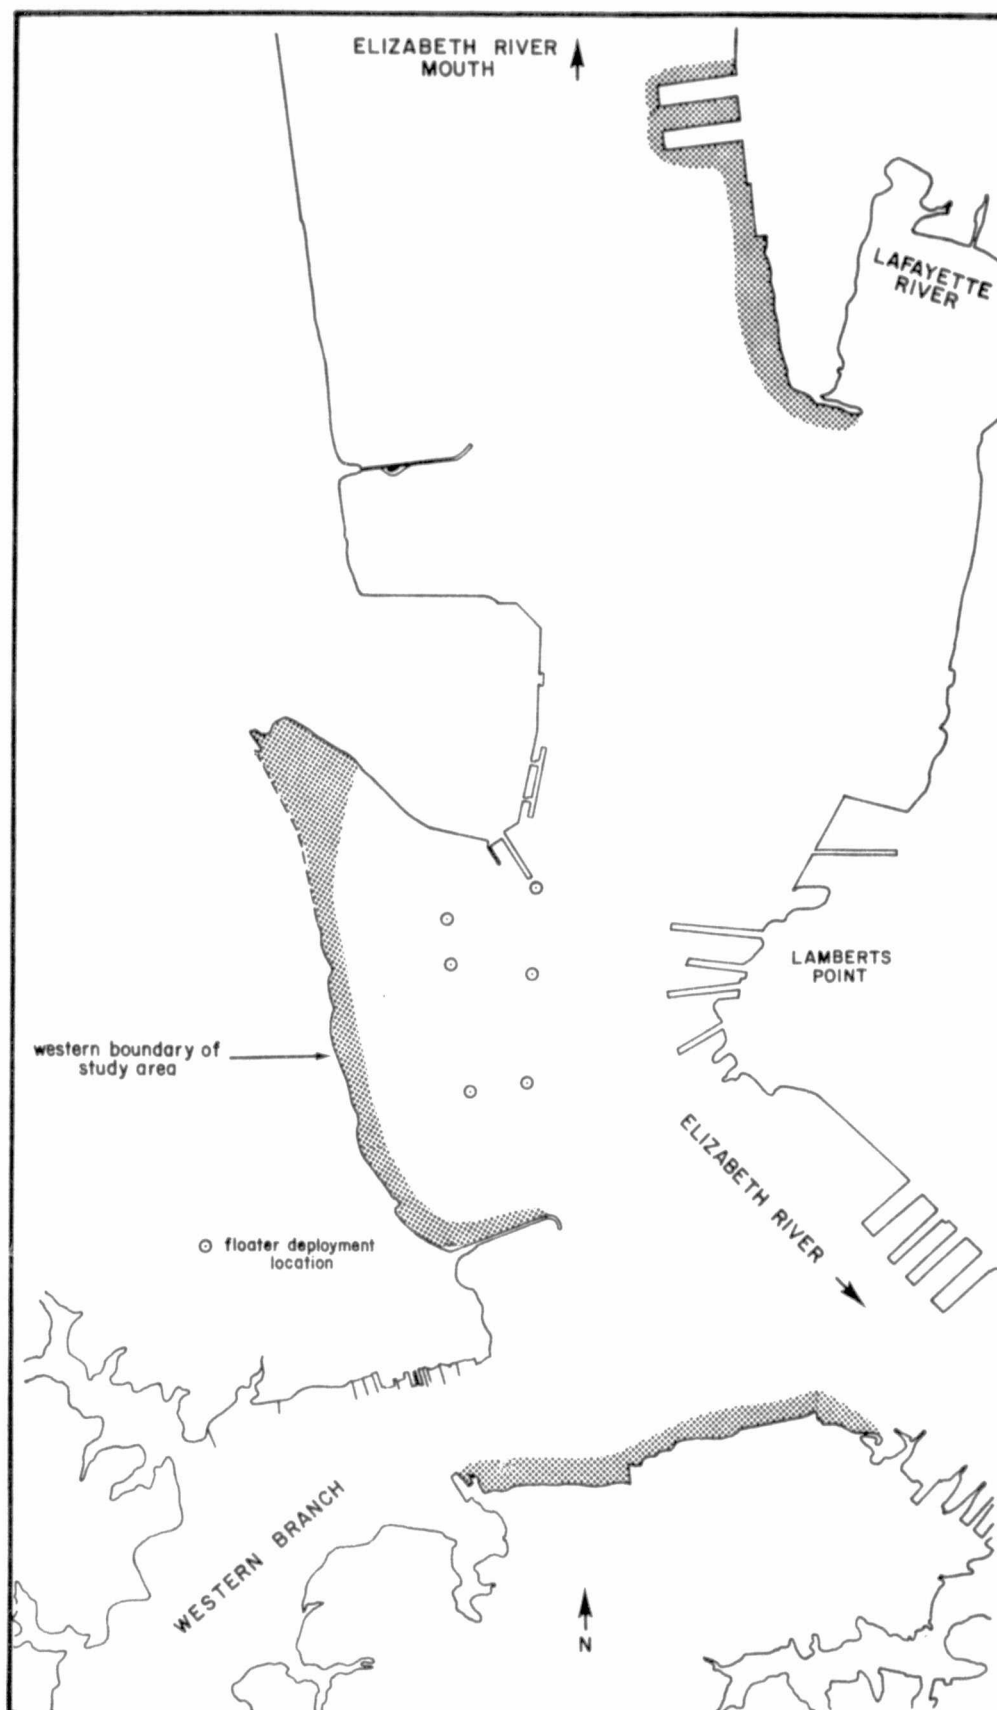 ELIZABETH RIVER
MOUTH
LAFAYETTE
RIVER
LAMBERTS
POINT
western boundary of
study area
ELIZABETH RIVER
floater deployment
location
WESTERN BRANCH
N